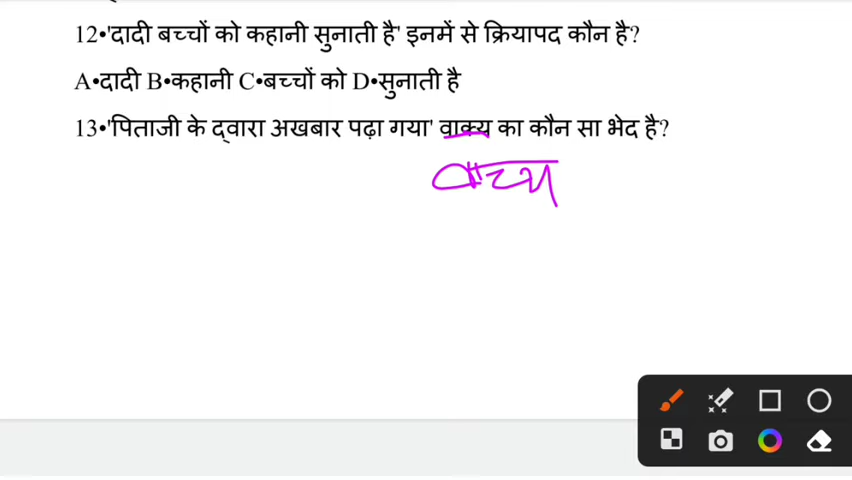 12•'दादी बच्चों को कहानी सुनाती है' इनमें से क्रियापद कौन है?
A•दादी B•कहानी C•बच्चों को D•सुनाती है
13•'पिताजी के द्वारा अखबार पढ़ा गया' वाक्य का कौन सा भेद है?
वाच्य